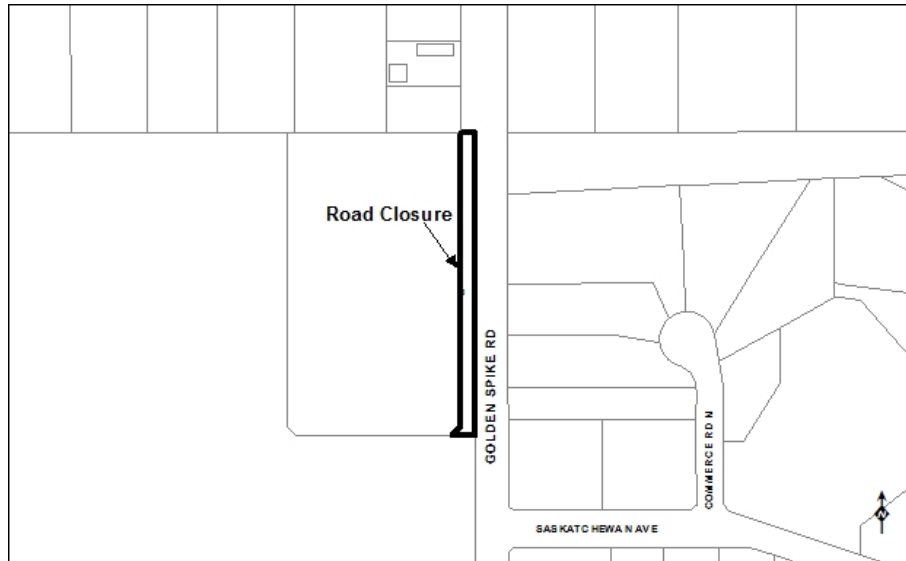 Road Closure
GOLDEN SPIKE RD
COMMERCE RD N
SASKATCHEWAN AVE
N